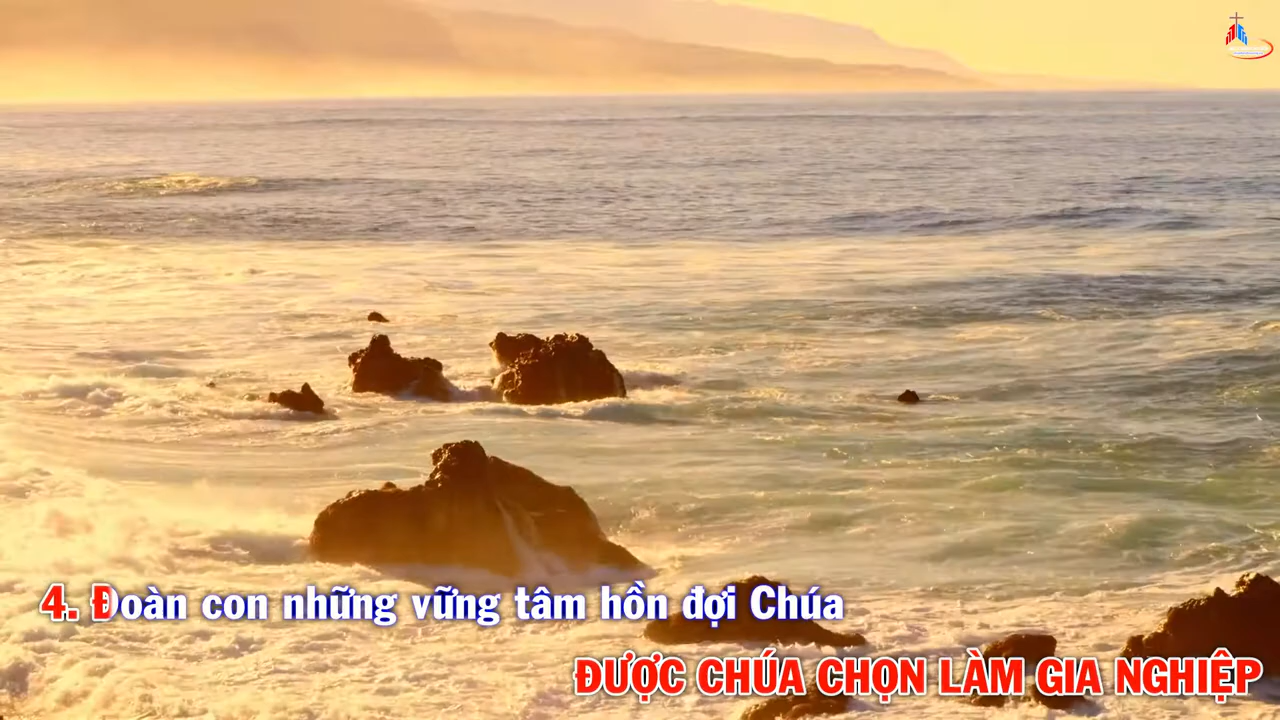 4. Đoàn con những vững tâm hồn đợi Chúa
ĐƯỢC CHÚA CHỌN LÀM GIA NGHIỆP